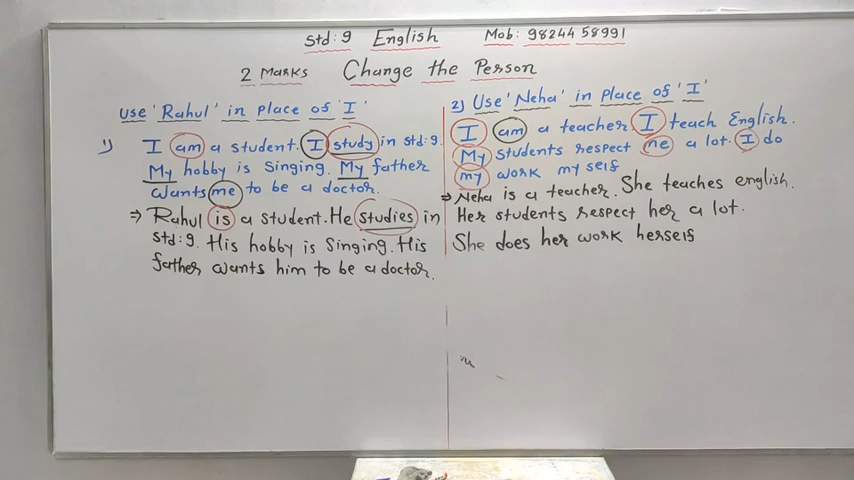 Std: 9 English Mob: 98244 58991
2 Marks Change the Person
Use 'Rahul' in place of 'I'
1) I am a student. I study in std: 9.
My hobby is singing. My father
wants me to be a doctor.
⇒ Rahul is a student. He studies in
std: 9. His hobby is singing. His
father wants him to be a doctor.
2) Use 'Neha' in place of 'I'
I am a teacher. I teach English.
My students respect me a lot. I do
my work my self
⇒ Neha is a teacher. She teaches english.
Her students respect her a lot.
She does her work herself